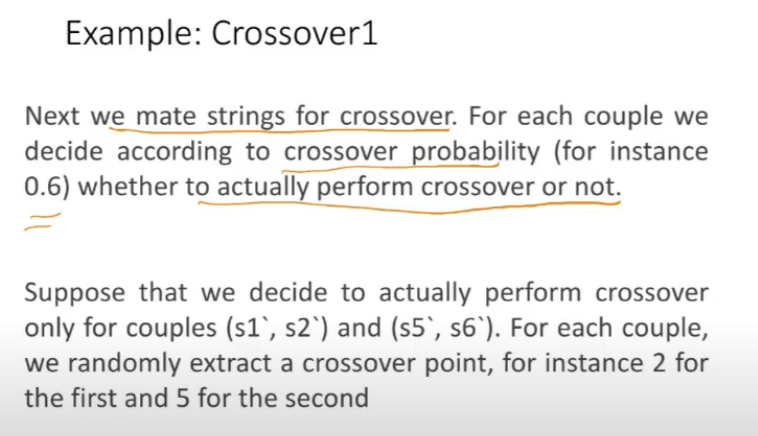 Example: Crossover1
Next we mate strings for crossover. For each couple we
decide according to crossover probability (for instance
0.6) whether to actually perform crossover or not.
Suppose that we decide to actually perform crossover
only for couples (s1`, s2`) and (s5`, s6`). For each couple,
we randomly extract a crossover point, for instance 2 for
the first and 5 for the second